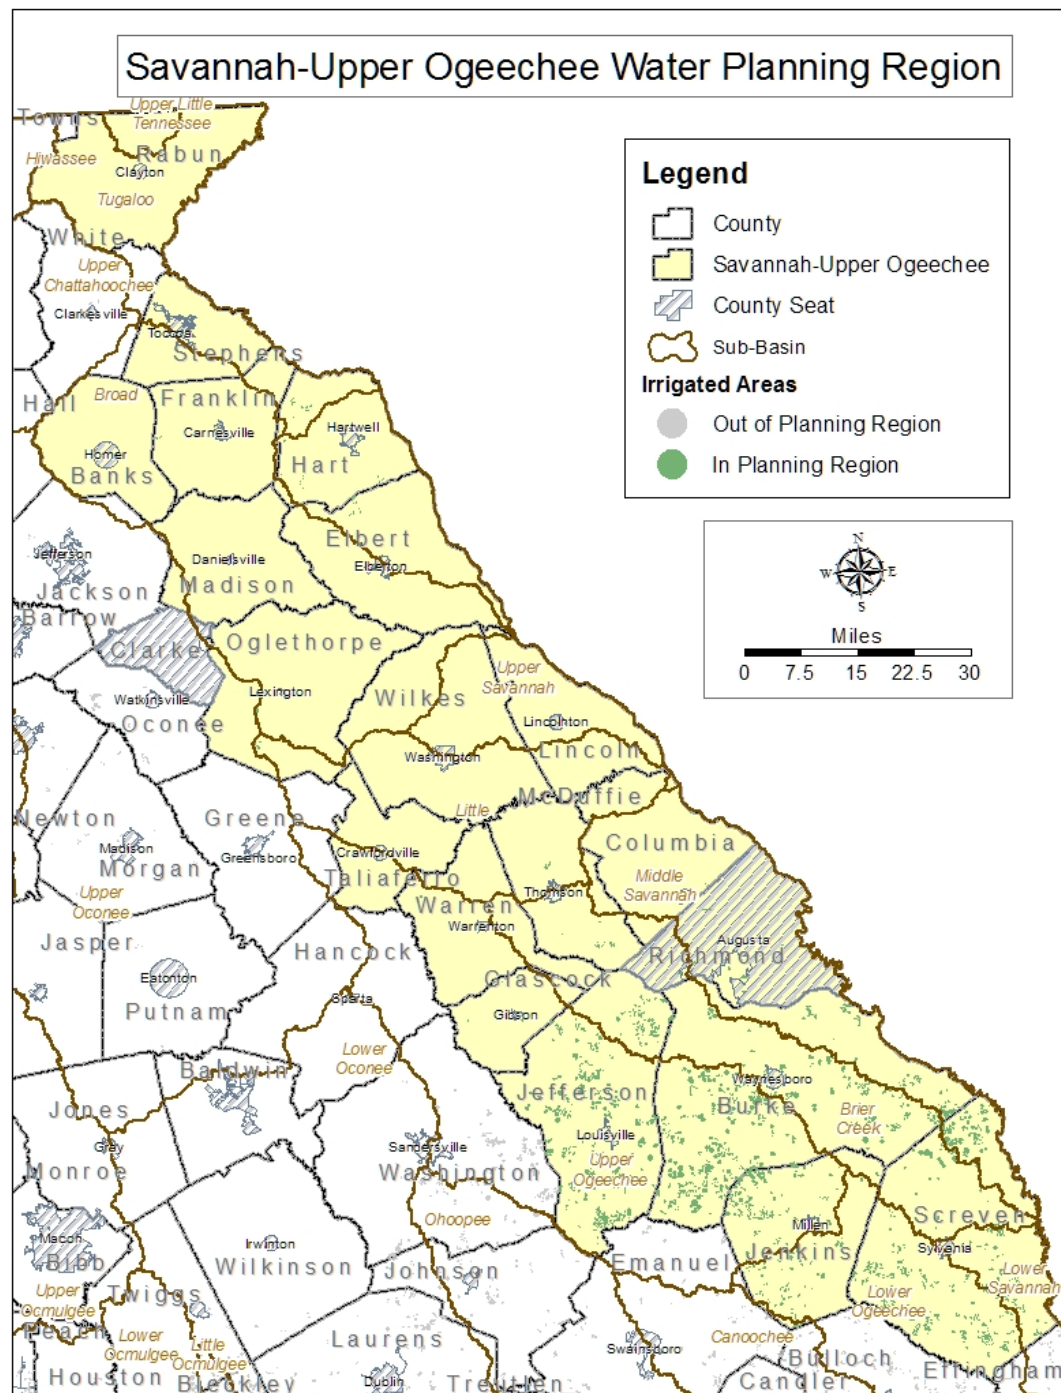 Savannah-Upper Ogeechee Water Planning Region
Upper Little
Tennessee
Towns
Hiwassee
Rabun
Clayton
Tugaloo
White
Upper
Chattahoochee
Clarkesville
Toccoa
Stephens
Hall
Broad
Franklin
Carnesville
Hartwell
Hart
Homer
Banks
Legend
County
Savannah-Upper Ogeechee
County Seat
Sub-Basin
Irrigated Areas
Out of Planning Region
In Planning Region
N
W
E
S
Miles
0 7.5 15 22.5 30
Elbert
Elberton
Jefferson
Danielsville
Madison
Jackson
Barrow
Clarke
Oglethorpe
Lexington
Watkinsville
Oconee
Wilkes
Upper
Savannah
Lincolnton
Lincoln
Washington
McDuffie
Little
Newton
Greene
Madison
Morgan
Greensboro
Crawfordville
Taliaferro
Columbia
Middle
Savannah
Thomson
Upper
Oconee
Warren
Warrenton
Jasper
Hancock
Augusta
Richmond
Eatonton
Putnam
Sparta
Glascock
Gibson
Lower
Oconee
Baldwin
Jefferson
Waynesboro
Burke
Brier
Creek
Jones
Gray
Monroe
Sandersville
Washington
Louisville
Upper
Ogeechee
Ohoopee
Macon
Bibb
Irwinton
Wilkinson
Johnson
Emanuel
Millen
Jenkins
Screven
Sylvania
Lower
Savannah
Lower
Ogeechee
Upper
Ocmulgee
Twiggs
Peach
Lower
Ocmulgee
Little
Ocmulgee
Houston
Bleckley
Laurens
Dublin
Treutlen
Swainsboro
Canoochee
Bulloch
Candler
Effingham